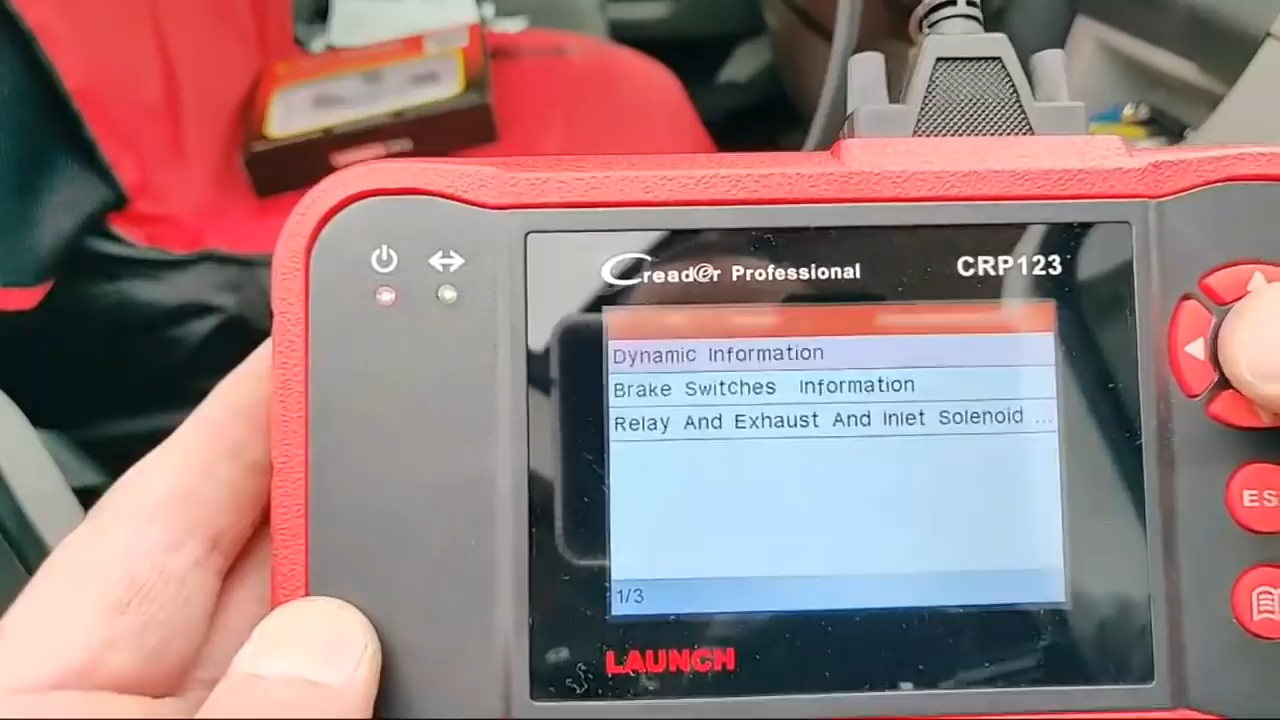 Creader Professional
CRP123
Dynamic Information
Brake Switches Information
Relay And Exhaust And Inlet Solenoid ...
1/3
LAUNCH
ES